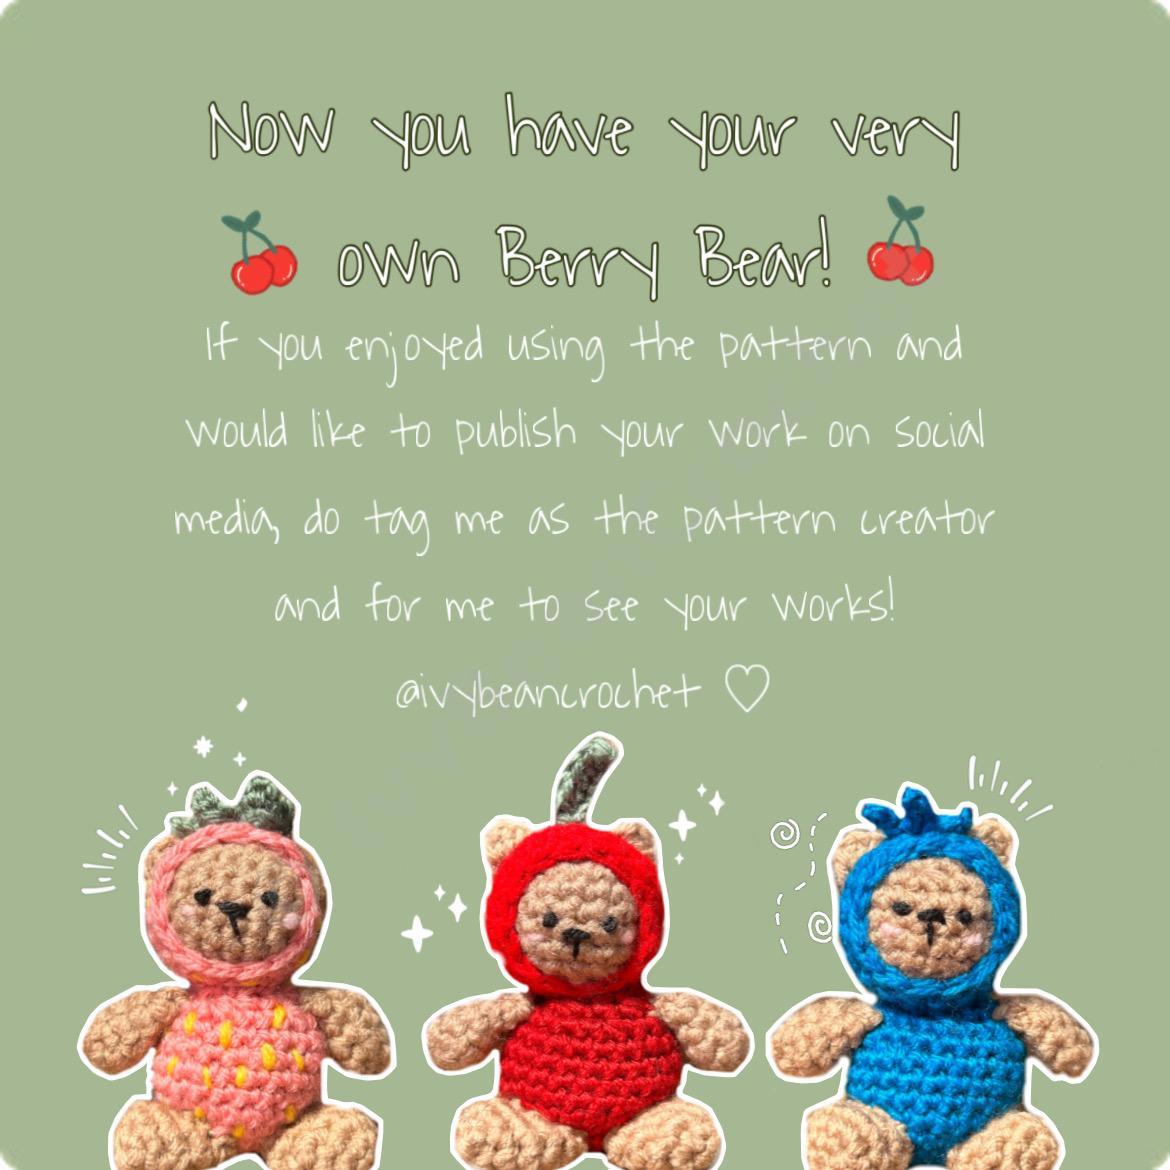 Now you have your very
own Berry Bear!
If you enjoyed using the pattern and
would like to publish your work on social
media, do tag me as the pattern creator
and for me to see your works!
@ivybeancrochet ♡